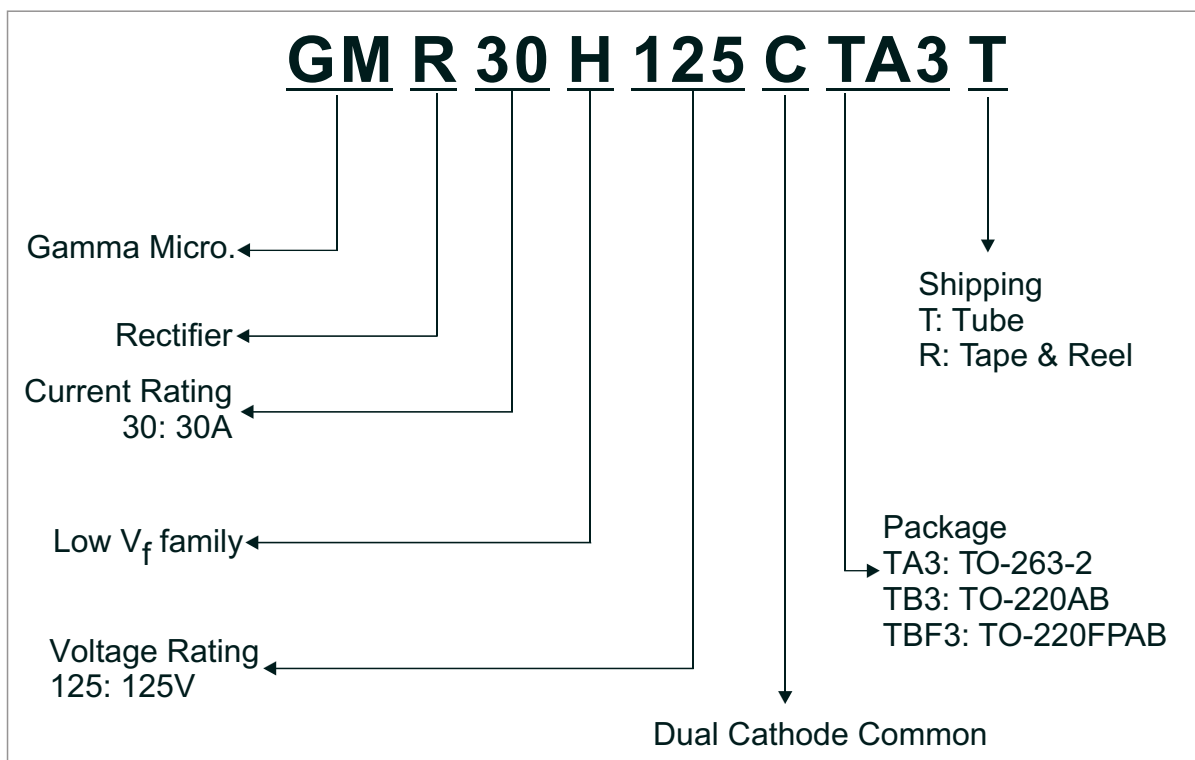 GM R 30 H 125 C TA3 T
Gamma Micro.
Rectifier
Current Rating
30: 30A
Low Vf family
Voltage Rating
125: 125V
Shipping
T: Tube
R: Tape & Reel
Package
TA3: TO-263-2
TB3: TO-220AB
TBF3: TO-220FPAB
Dual Cathode Common